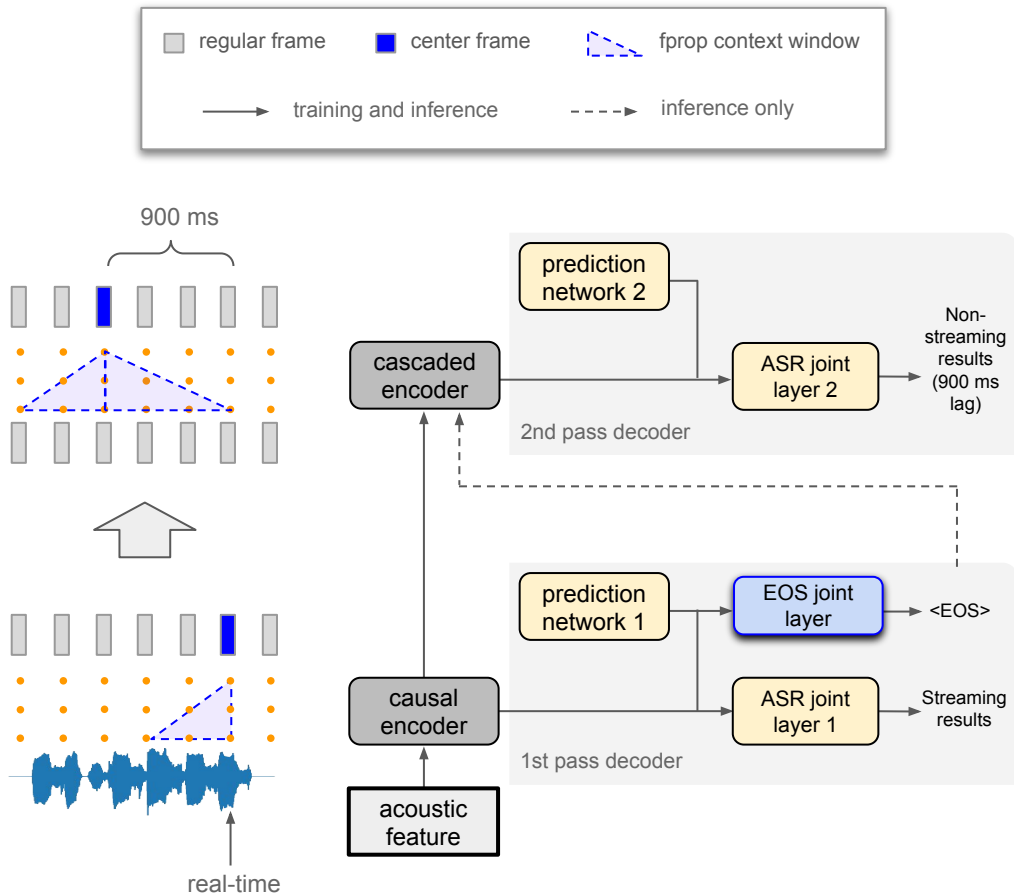 regular frame
center frame
fprop context window
training and inference
inference only
900 ms
prediction
network 2
cascaded
encoder
ASR joint
layer 2
Non-
streaming
results
(900 ms
lag)
2nd pass decoder
prediction
network 1
EOS joint
layer
<EOS>
causal
encoder
ASR joint
layer 1
Streaming
results
1st pass decoder
acoustic
feature
real-time